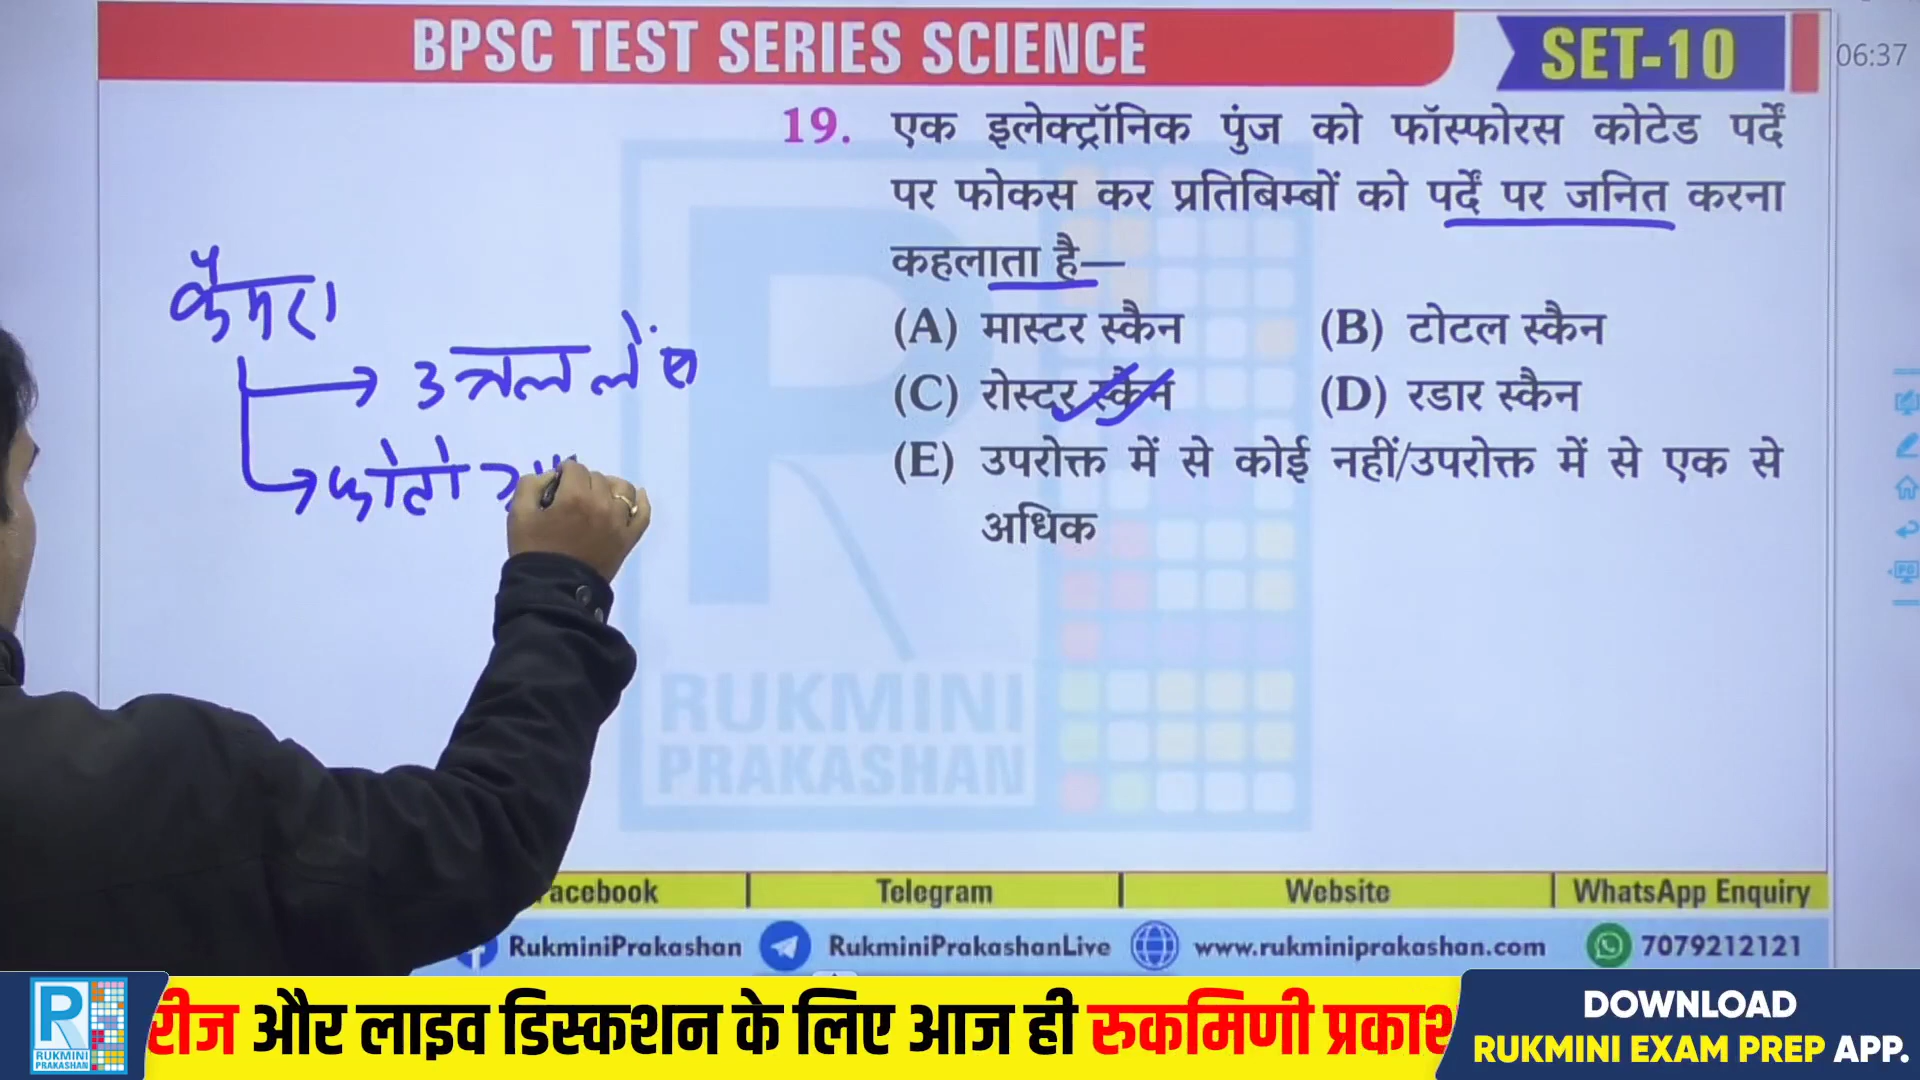 BPSC TEST SERIES SCIENCE
SET-10
06:37
19. एक इलेक्ट्रॉनिक पुंज को फॉस्फोरस कोटेड पर्दे
पर फोकस कर प्रतिबिम्बों को पर्दे पर जनित करना
कहलाता है—
(A) मास्टर स्कैन (B) टोटल स्कैन
(C) रोस्टर स्कैन (D) रडार स्कैन
(E) उपरोक्त में से कोई नहीं/उपरोक्त में से एक से
अधिक
कैमरा
उत्तल लेंस
फोटो
RUKMINI
PRAKASHAN
acebook Telegram Website WhatsApp Enquiry
RukminiPrakashan RukminiPrakashanLive www.rukminiprakashan.com 7079212121
R RUKMINI PRAKASHAN
रीज और लाइव डिस्कशन के लिए आज ही रुकमिणी प्रकाश
DOWNLOAD
RUKMINI EXAM PREP APP.